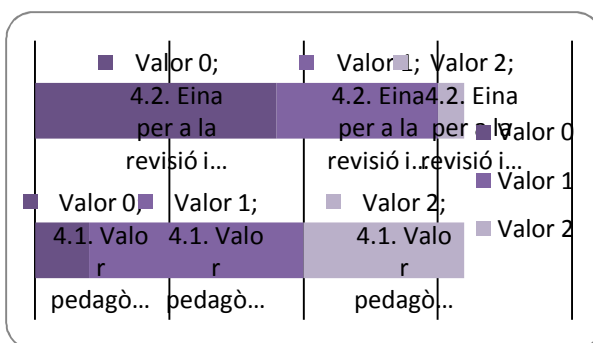 Valor 0;
4.2. Eina
per a la
revisió i...
Valor 1;
4.2. Eina
per a la
revisió i...
Valor 2;
4.2. Eina
per a la
revisió i...
Valor 0;
4.1. Valo
r
pedagò...
Valor 1;
4.1. Valo
r
pedagò...
Valor 2;
4.1. Valo
r
pedagò...
Valor 0
Valor 1
Valor 2